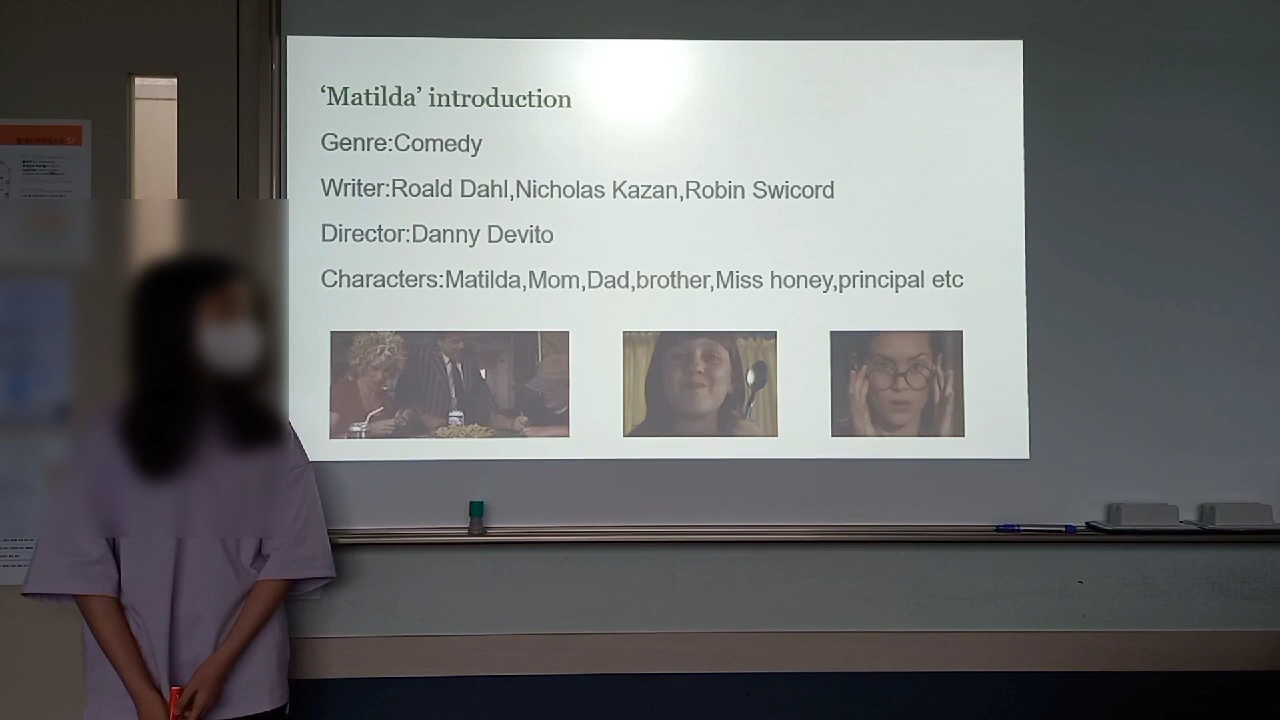 ‘Matilda’ introduction
Genre:Comedy
Writer:Roald Dahl,Nicholas Kazan,Robin Swicord
Director:Danny Devito
Characters:Matilda,Mom,Dad,brother,Miss honey,principal etc